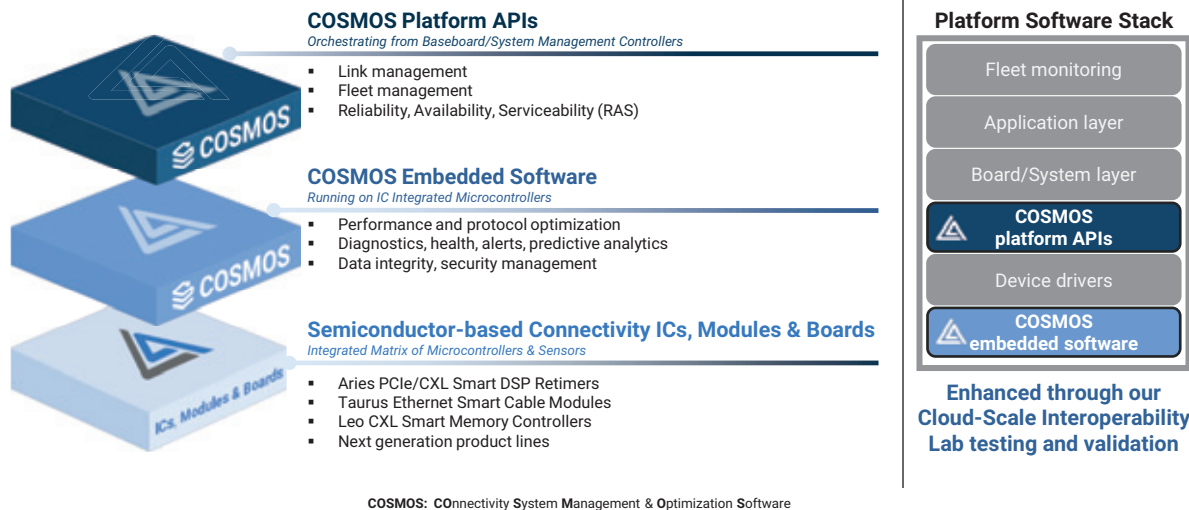 COSMOS Platform APIs
Orchestrating from Baseboard/System Management Controllers
▪ Link management
▪ Fleet management
▪ Reliability, Availability, Serviceability (RAS)
COSMOS
COSMOS Embedded Software
Running on IC Integrated Microcontrollers
▪ Performance and protocol optimization
▪ Diagnostics, health, alerts, predictive analytics
▪ Data integrity, security management
COSMOS
Semiconductor-based Connectivity ICs, Modules & Boards
Integrated Matrix of Microcontrollers & Sensors
▪ Aries PCIe/CXL Smart DSP Retimers
▪ Taurus Ethernet Smart Cable Modules
▪ Leo CXL Smart Memory Controllers
▪ Next generation product lines
ICs, Modules & Boards
Platform Software Stack
Fleet monitoring
Application layer
Board/System layer
COSMOS
platform APIs
Device drivers
COSMOS
embedded software
Enhanced through our
Cloud-Scale Interoperability
Lab testing and validation
COSMOS: COnnectivity System Management & Optimization Software